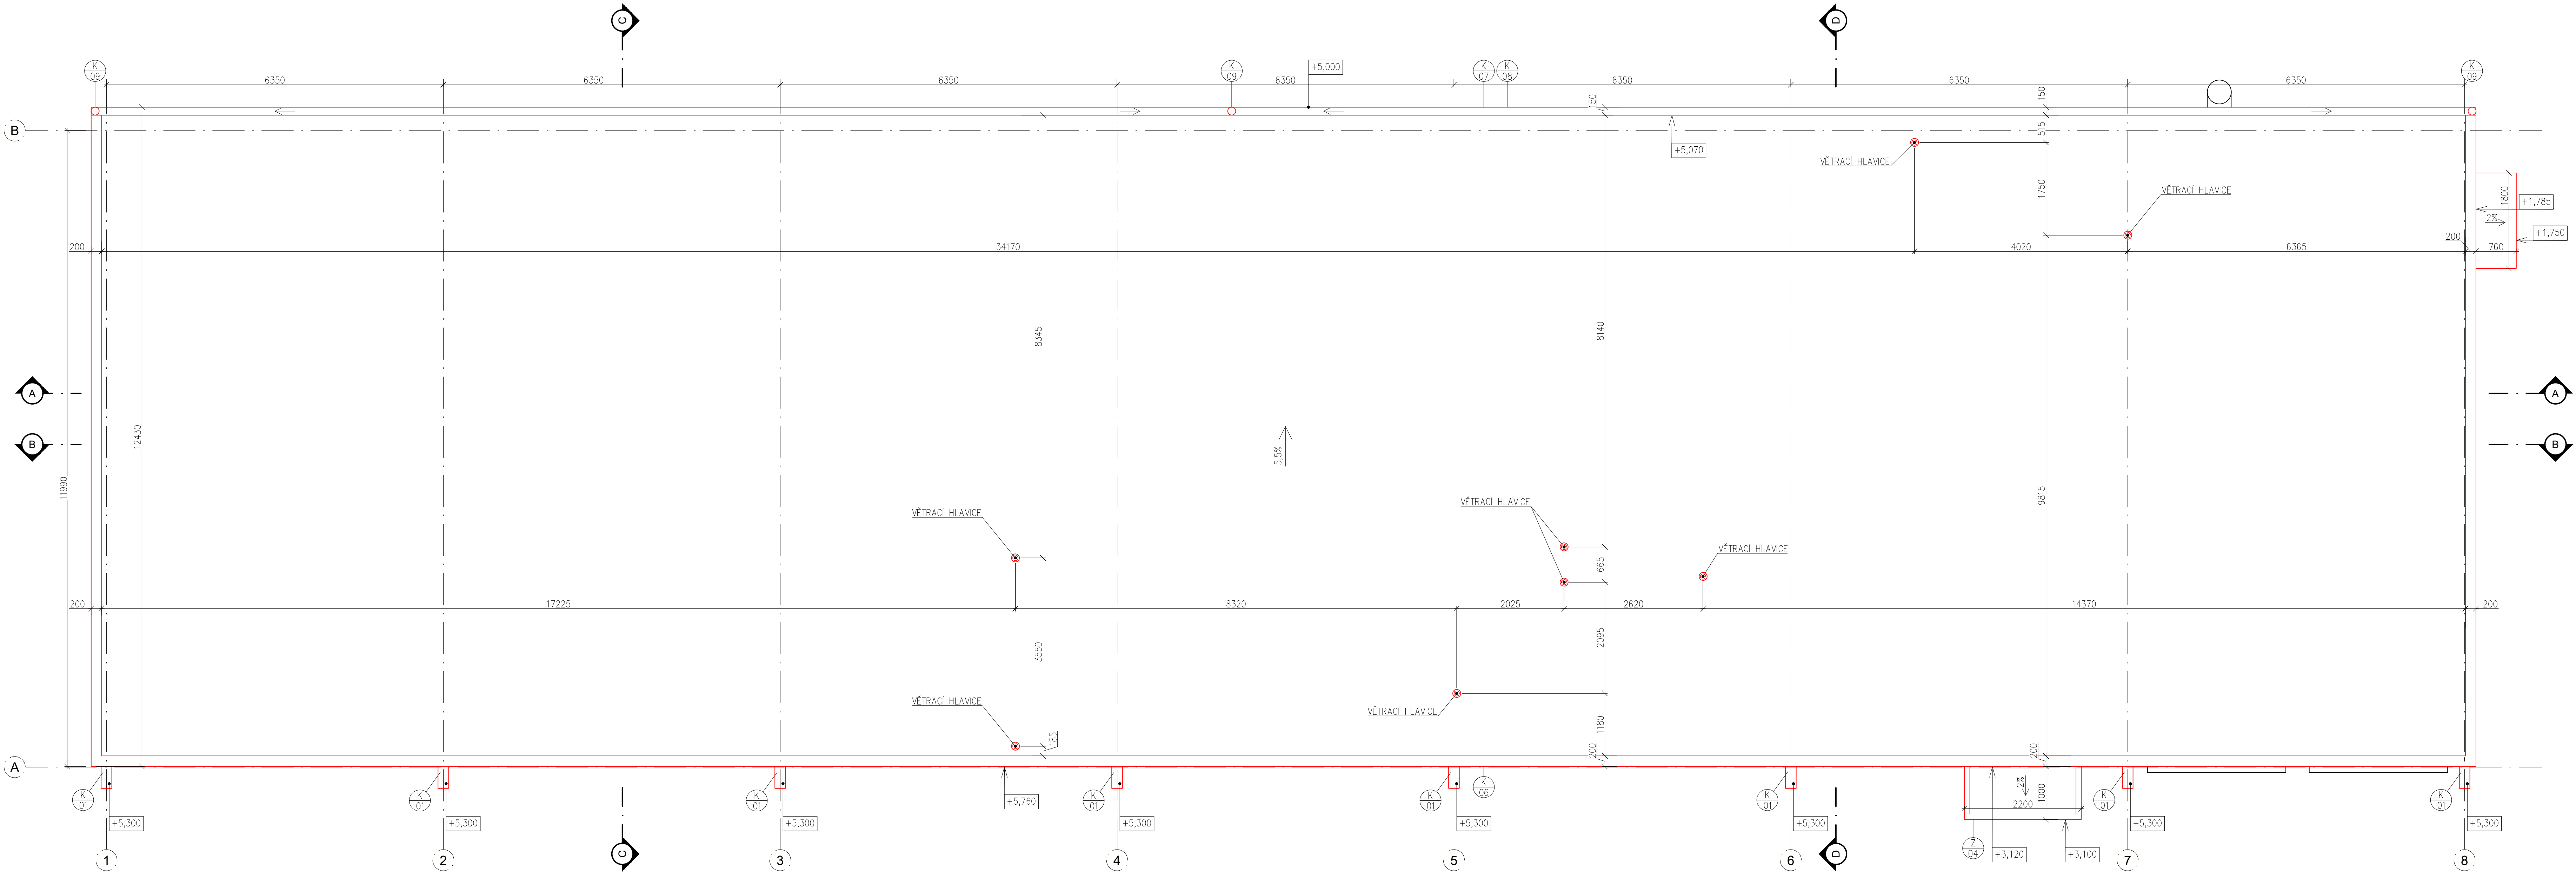 C
D
K
09
6350
6350
6350
K
09
6350
+5,000
K
07
K
08
6350
6350
6350
K
09
150
150
B
515
+5,070
VĚTRACÍ HLAVICE
1750
VĚTRACÍ HLAVICE
1800
+1,785
2%
+1,750
200
34170
4020
6365
200
760
8345
8140
A
A
12430
B
B
5,5%
11990
9815
VĚTRACÍ HLAVICE
VĚTRACÍ HLAVICE
VĚTRACÍ HLAVICE
665
200
17225
8320
2025
2620
14370
200
3550
2095
VĚTRACÍ HLAVICE
VĚTRACÍ HLAVICE
1180
185
200
200
A
K
01
K
01
K
01
K
01
K
01
K
06
K
01
K
01
K
01
+5,760
2%
1000
2200
+5,300
+5,300
+5,300
+5,300
+5,300
+5,300
+5,300
+5,300
Z
04
+3,120
+3,100
1
2
3
C
4
5
6
D
7
8